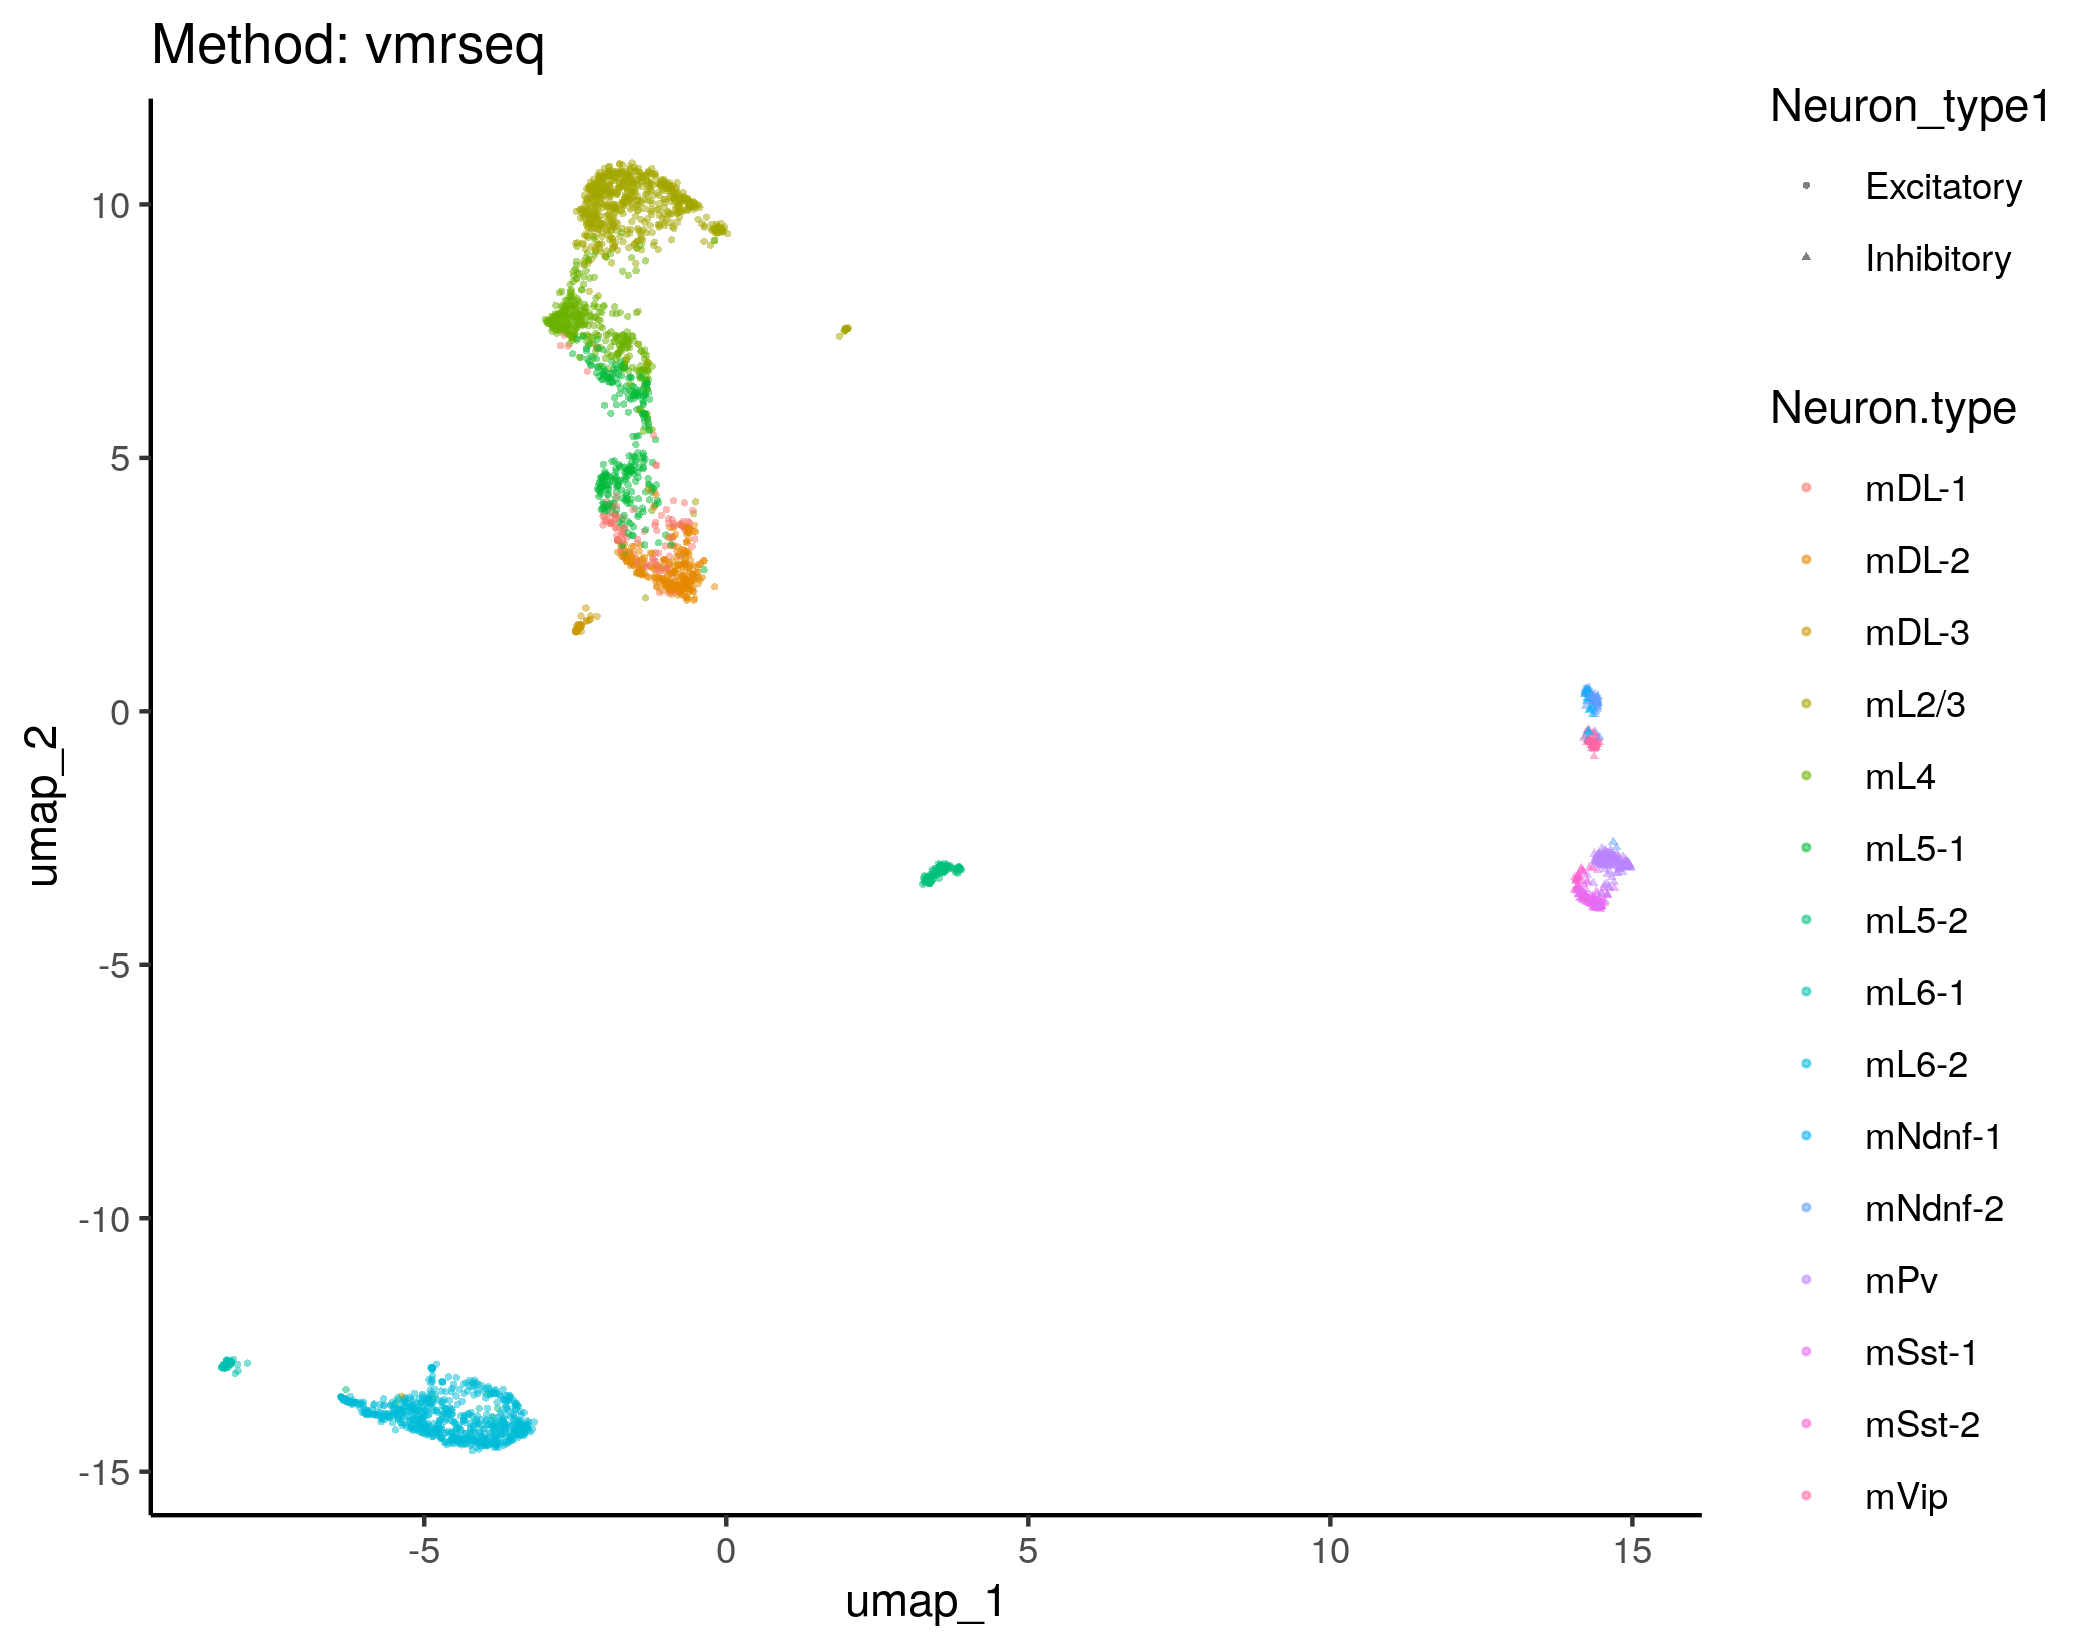 Method: vmrseq
umap_2
10
5
0
-5
-10
-15
-5
0
5
10
15
umap_1
Neuron_type1
Excitatory
Inhibitory
Neuron.type
mDL-1
mDL-2
mDL-3
mL2/3
mL4
mL5-1
mL5-2
mL6-1
mL6-2
mNdnf-1
mNdnf-2
mPv
mSst-1
mSst-2
mVip